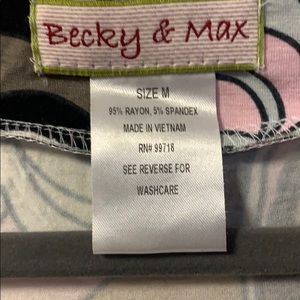 Becky & Max
SIZE M
95% RAYON, 5% SPANDEX
MADE IN VIETNAM
RN# 99718
SEE REVERSE FOR
WASHCARE